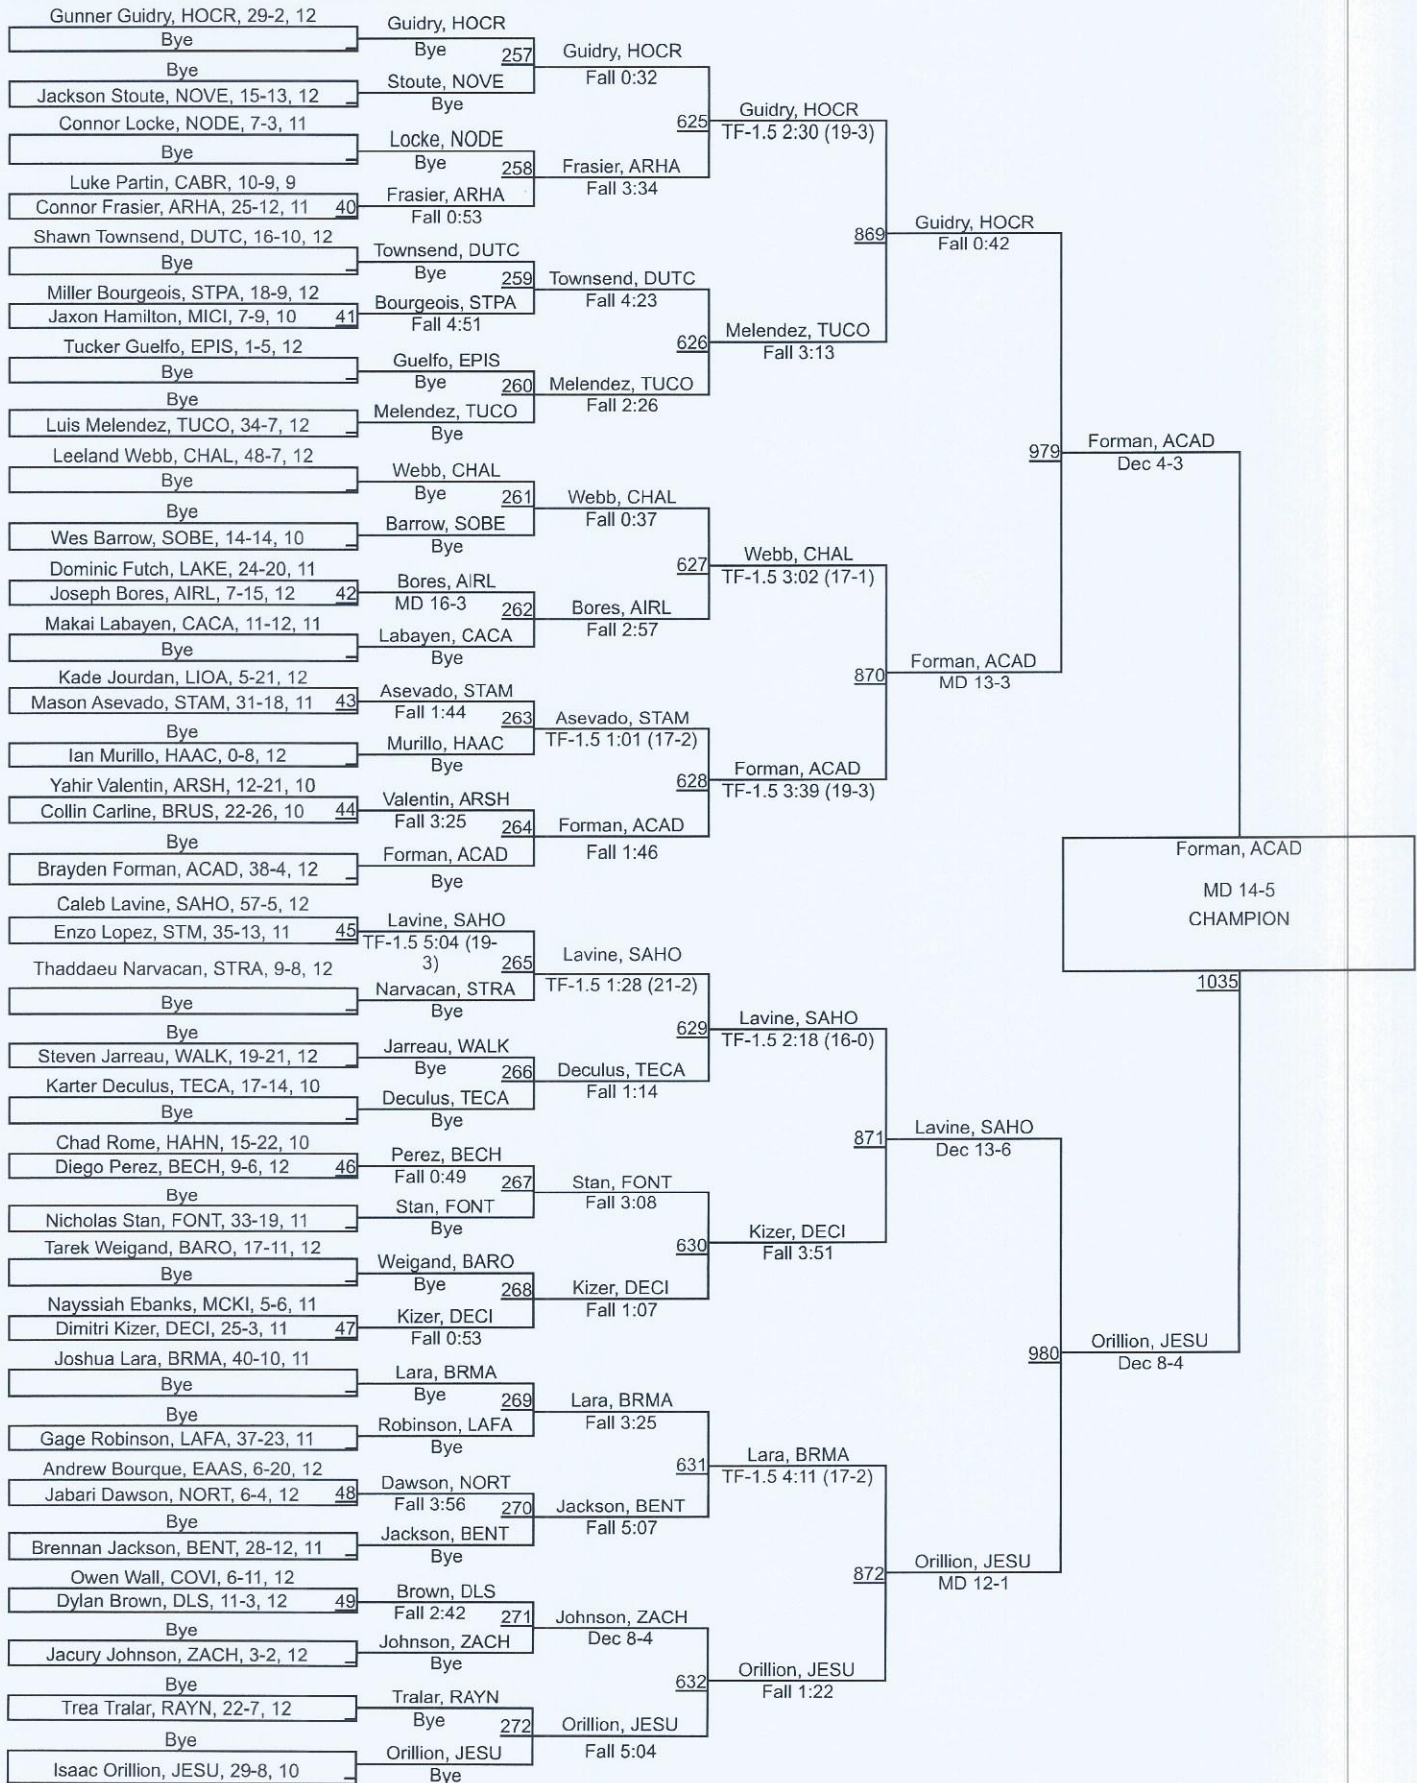 Gunner Guidry, HOCR, 29-2, 12
Bye
Bye
Jackson Stoute, NOVE, 15-13, 12
Connor Locke, NODE, 7-3, 11
Bye
Luke Partin, CABR, 10-9, 9
Connor Frasier, ARHA, 25-12, 11 40
Shawn Townsend, DUTC, 16-10, 12
Bye
Miller Bourgeois, STPA, 18-9, 12
Jaxon Hamilton, MICI, 7-9, 10 41
Tucker Guelfo, EPIS, 1-5, 12
Bye
Bye
Luis Melendez, TUCO, 34-7, 12
Leeland Webb, CHAL, 48-7, 12
Bye
Bye
Wes Barrow, SOBE, 14-14, 10
Dominic Futch, LAKE, 24-20, 11
Joseph Bores, AIRL, 7-15, 12 42
Makai Labayen, CACA, 11-12, 11
Bye
Kade Jourdan, LIOA, 5-21, 12
Mason Asevado, STAM, 31-18, 11 43
Bye
Ian Murillo, HAAC, 0-8, 12
Yahir Valentin, ARSH, 12-21, 10
Collin Carline, BRUS, 22-26, 10 44
Bye
Brayden Forman, ACAD, 38-4, 12
Caleb Lavine, SAHO, 57-5, 12
Enzo Lopez, STM, 35-13, 11 45
Thaddaeu Narvacan, STRA, 9-8, 12
Bye
Bye
Steven Jarreau, WALK, 19-21, 12
Karter Deculus, TECA, 17-14, 10
Bye
Chad Rome, HAHN, 15-22, 10
Diego Perez, BECH, 9-6, 12 46
Bye
Nicholas Stan, FONT, 33-19, 11
Tarek Weigand, BARO, 17-11, 12
Bye
Nayssiah Ebanks, MCKI, 5-6, 11
Dimitri Kizer, DECI, 25-3, 11 47
Joshua Lara, BRMA, 40-10, 11
Bye
Bye
Gage Robinson, LAFA, 37-23, 11
Andrew Bourque, EAAS, 6-20, 12
Jabari Dawson, NORT, 6-4, 12 48
Bye
Brennan Jackson, BENT, 28-12, 11
Owen Wall, COVI, 6-11, 12
Dylan Brown, DLS, 11-3, 12 49
Bye
Jacury Johnson, ZACH, 3-2, 12
Bye
Trea Tralar, RAYN, 22-7, 12
Bye
Isaac Orillion, JESU, 29-8, 10
Guidry, HOCR
Bye
257
Stoute, NOVE
Bye
Locke, NODE
Bye
258
Frasier, ARHA
Fall 0:53
Townsend, DUTC
Bye
259
Bourgeois, STPA
Fall 4:51
Guelfo, EPIS
Bye
260
Melendez, TUCO
Bye
Webb, CHAL
Bye
261
Barrow, SOBE
Bye
Bores, AIRL
MD 16-3
262
Labayen, CACA
Bye
Asevado, STAM
Fall 1:44
263
Murillo, HAAC
Bye
Valentin, ARSH
Fall 3:25
264
Forman, ACAD
Bye
Lavine, SAHO
TF-1.5 5:04 (19-
3)
265
Narvacan, STRA
Bye
Jarreau, WALK
Bye
266
Deculus, TECA
Bye
Perez, BECH
Fall 0:49
267
Stan, FONT
Bye
Weigand, BARO
Bye
268
Kizer, DECI
Fall 0:53
Lara, BRMA
Bye
269
Robinson, LAFA
Bye
Dawson, NORT
Fall 3:56
270
Jackson, BENT
Bye
Brown, DLS
Fall 2:42
271
Johnson, ZACH
Bye
Tralar, RAYN
Bye
272
Orillion, JESU
Bye
Guidry, HOCR
Fall 0:32
625
Frasier, ARHA
Fall 3:34
Townsend, DUTC
Fall 4:23
626
Melendez, TUCO
Fall 2:26
Webb, CHAL
Fall 0:37
627
Bores, AIRL
Fall 2:57
Asevado, STAM
TF-1.5 1:01 (17-2)
628
Forman, ACAD
Fall 1:46
Lavine, SAHO
TF-1.5 1:28 (21-2)
629
Deculus, TECA
Fall 1:14
Stan, FONT
Fall 3:08
630
Kizer, DECI
Fall 1:07
Lara, BRMA
Fall 3:25
631
Jackson, BENT
Fall 5:07
Johnson, ZACH
Dec 8-4
632
Orillion, JESU
Fall 5:04
Guidry, HOCR
TF-1.5 2:30 (19-3)
869
Melendez, TUCO
Fall 3:13
Webb, CHAL
TF-1.5 3:02 (17-1)
870
Forman, ACAD
TF-1.5 3:39 (19-3)
Lavine, SAHO
TF-1.5 2:18 (16-0)
871
Kizer, DECI
Fall 3:51
Lara, BRMA
TF-1.5 4:11 (17-2)
872
Orillion, JESU
Fall 1:22
Guidry, HOCR
Fall 0:42
979
Forman, ACAD
MD 13-3
Lavine, SAHO
Dec 13-6
980
Orillion, JESU
MD 12-1
Forman, ACAD
Dec 4-3
Orillion, JESU
Dec 8-4
Forman, ACAD
MD 14-5
CHAMPION
1035